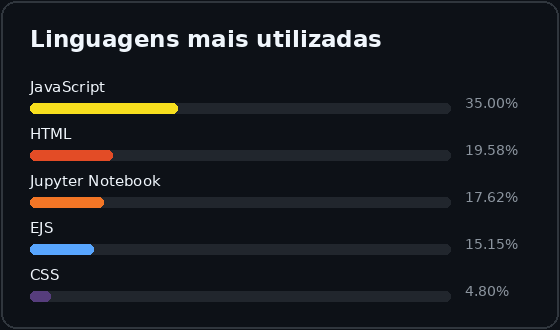 Linguagens mais utilizadas
JavaScript
35.00%
HTML
19.58%
Jupyter Notebook
17.62%
EJS
15.15%
CSS
4.80%